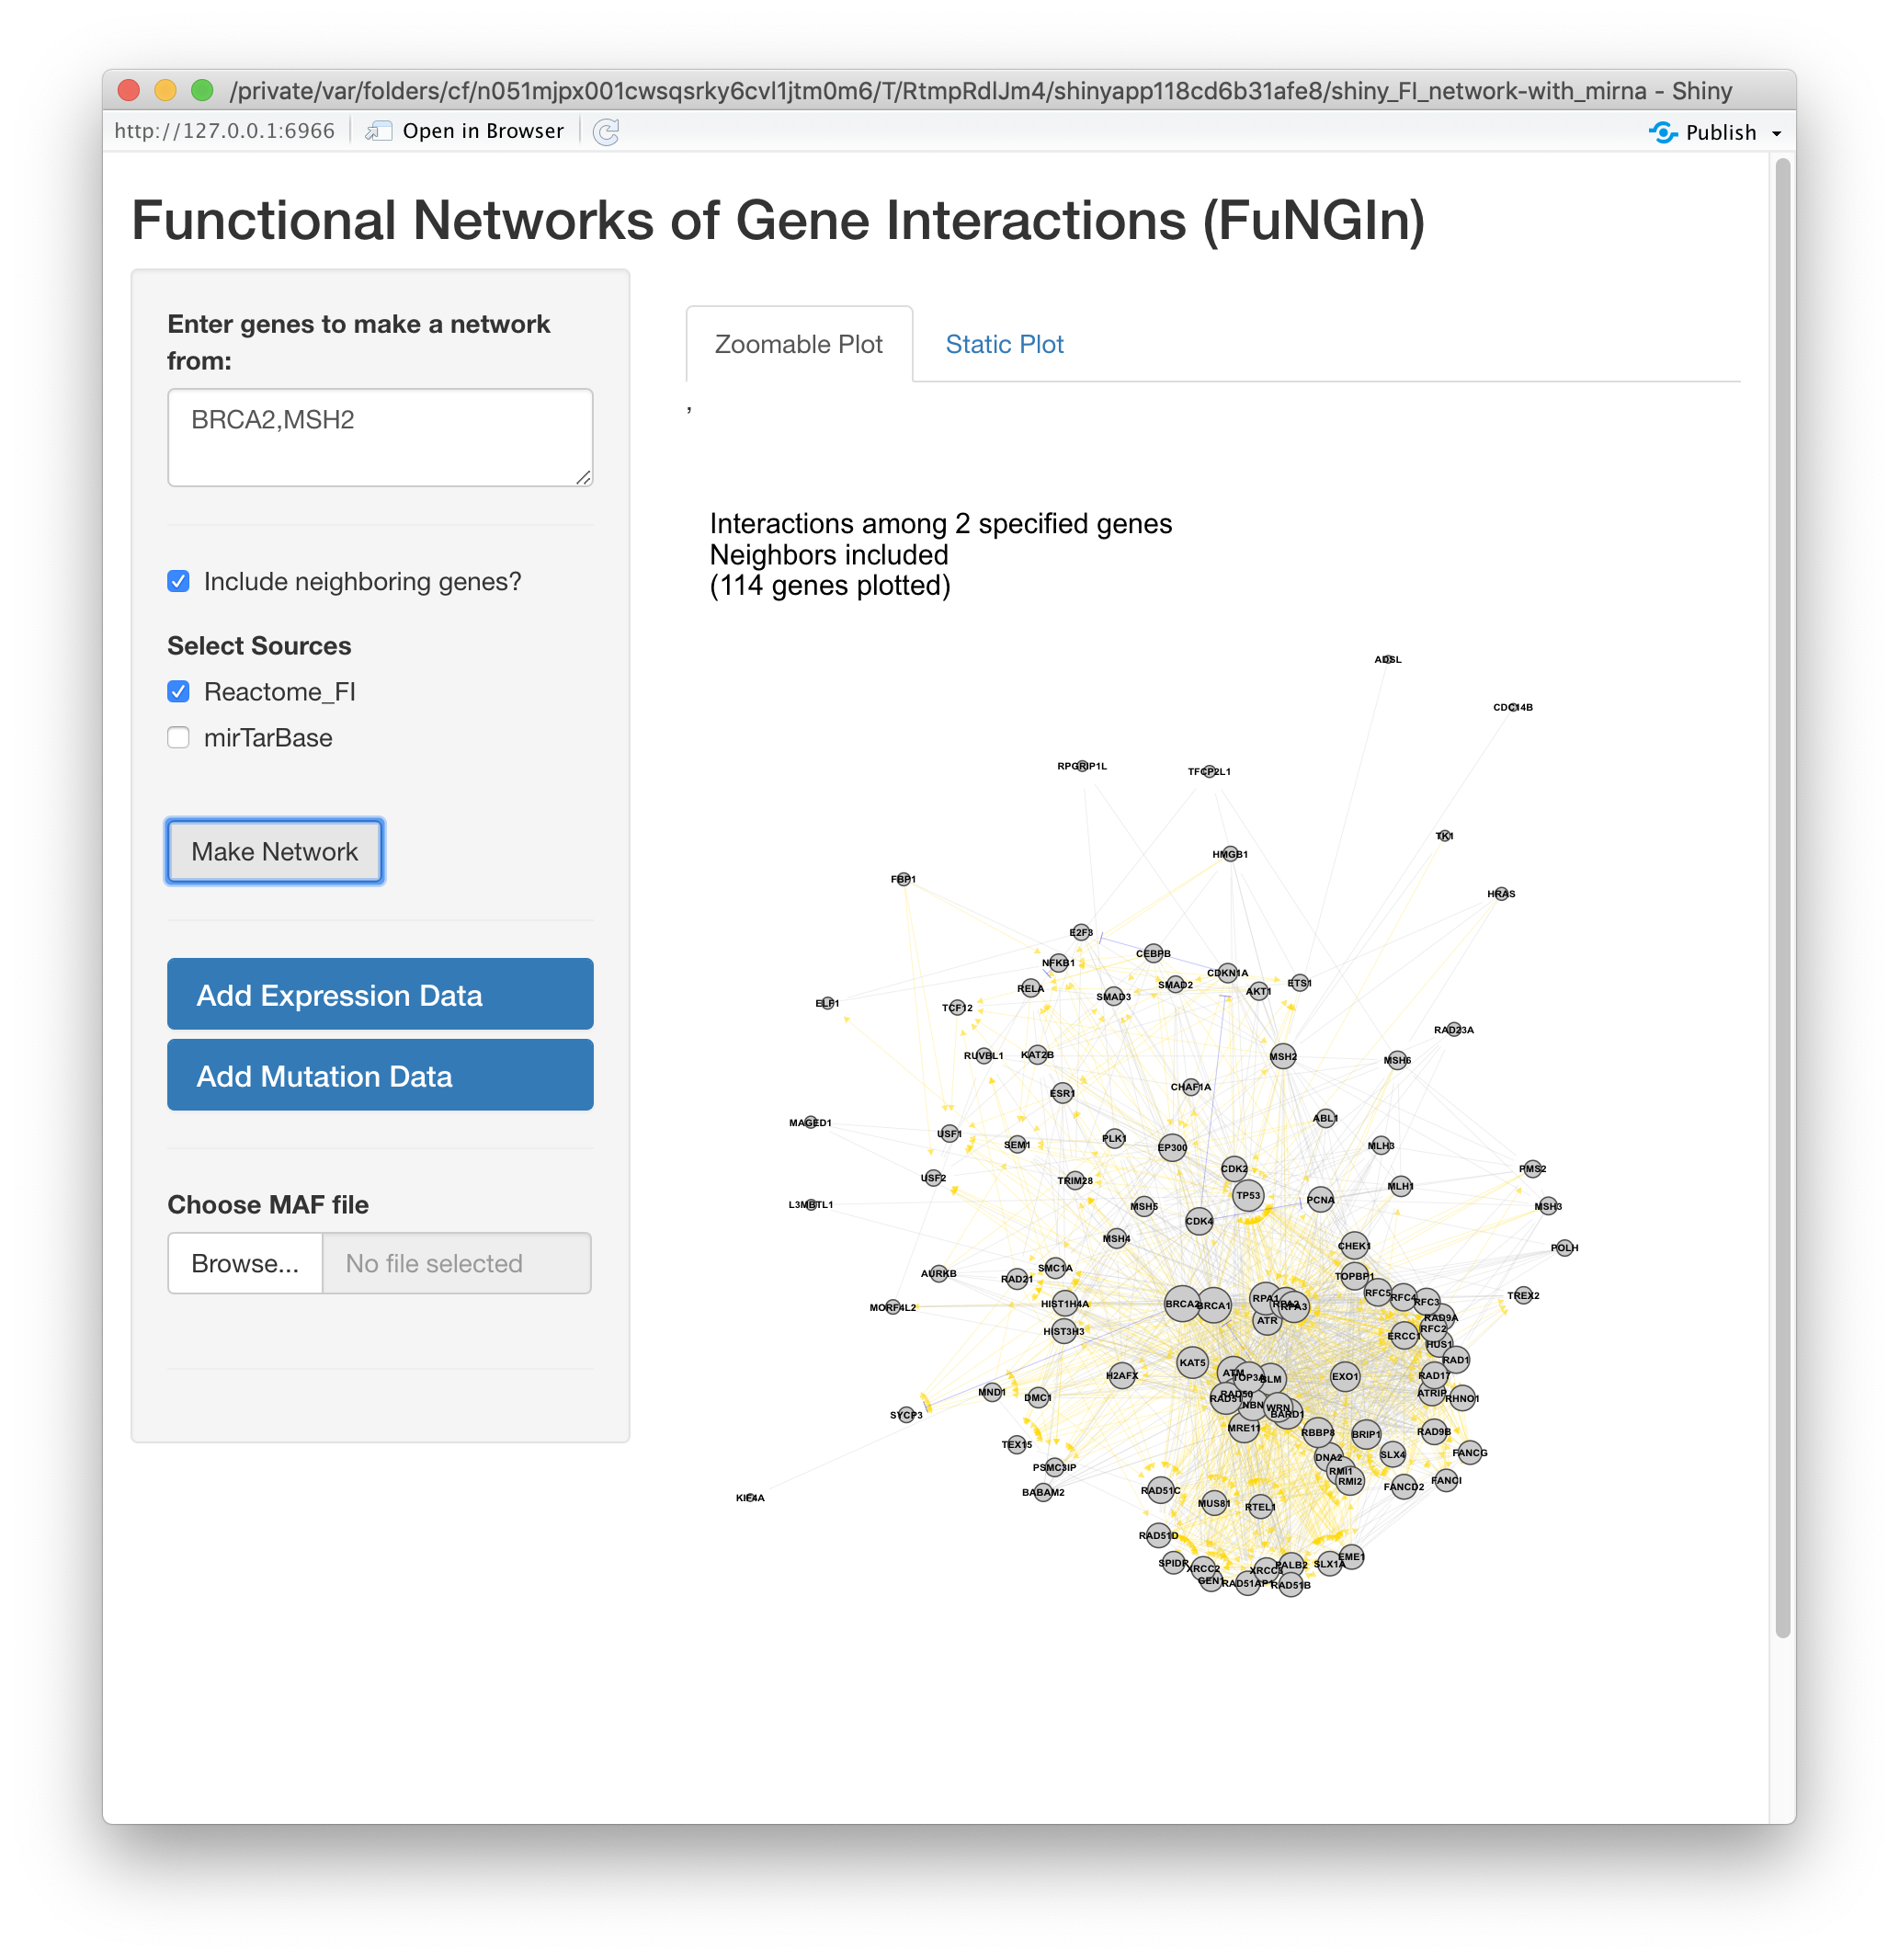 /private/var/folders/cf/n051mjpx001cwsqsrky6cvl1jtm0m6/T/RtmpRdlJm4/shinyapp118cd6b31afe8/shiny_FI_network-with_mirna - Shiny
http://127.0.0.1:6966
Open in Browser
Publish
Functional Networks of Gene Interactions (FuNGIn)
Enter genes to make a network
from:
BRCA2,MSH2
Include neighboring genes?
Select Sources
Reactome_FI
mirTarBase
Make Network
Add Expression Data
Add Mutation Data
Choose MAF file
Browse...
No file selected
Zoomable Plot
Static Plot
,
Interactions among 2 specified genes
Neighbors included
(114 genes plotted)
ADSL
CDC14B
RPGRIP1L
TFCP2L1
TK1
HMGB1
FBP1
HRAS
E2F3
CEBPB
NFKB1
CDKN1A
RELA
SMAD3
SMAD2
AKT1
ETS1
ELF1
TCF12
RAD23A
RUVBL1
KAT2B
MSH2
MSH6
CHAF1A
ESR1
ABL1
MAGED1
USF1
SEM1
PLK1
EP300
MLH3
CDK2
PMS2
USF2
TRIM28
MLH1
TP53
PCNA
L3MBTL1
MSH5
MSH3
CDK4
MSH4
CHEK1
POLH
AURKB
RAD21
SMC1A
TOPBP1
MORF4L2
HIST1H4A
BRCA2
BRCA1
RPA1
RPA2
RPA3
RFC5
RFC4
RFC3
TREX2
HIST3H3
ATR
RAD9A
RFC2
ERCC1
HUS1
KAT5
RAD1
H2AFX
ATM
TOP3A
BLM
EXO1
RAD17
MND1
DMC1
RAD50
RAD51
NBN
WRN
BARD1
ATRIP
RHNO1
SYCP3
MRE11
RBBP8
BRIP1
RAD9B
TEX15
DNA2
SLX4
FANCG
PSMC3IP
RMI1
RMI2
BABAM2
FANCD2
FANCI
KIF4A
RAD51C
MUS81
RTEL1
RAD51D
SPIDR
XRCC2
GEN1
RAD51AP1
XRCC3
PALB2
RAD51B
SLX1A
EME1